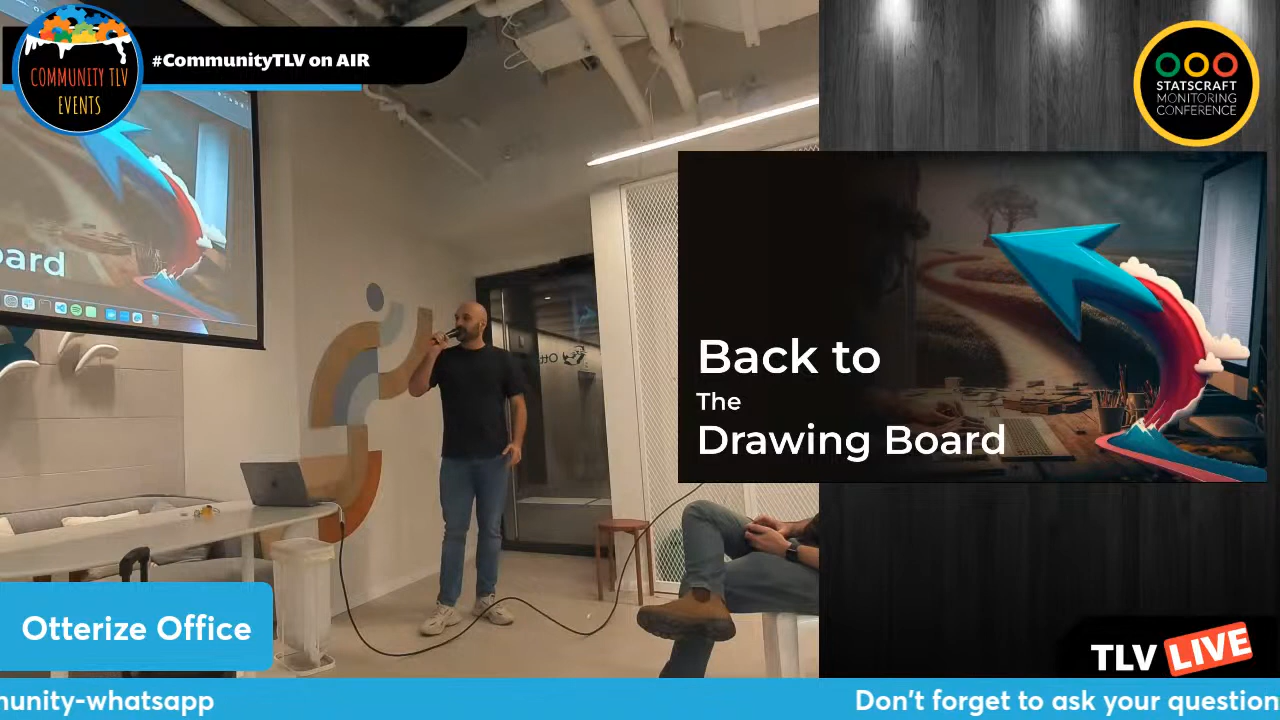 #CommunityTLV on AIR
COMMUNITY TLV
EVENTS
STATSCRAFT
MONITORING
CONFERENCE
oard
Back to
The
Drawing Board
Otterize Office
TLV LIVE
munity-whatsapp
Don't forget to ask your question